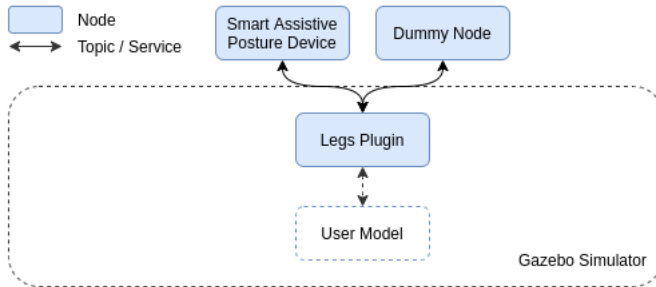 Node
Topic / Service
Smart Assistive
Posture Device
Dummy Node
Legs Plugin
User Model
Gazebo Simulator